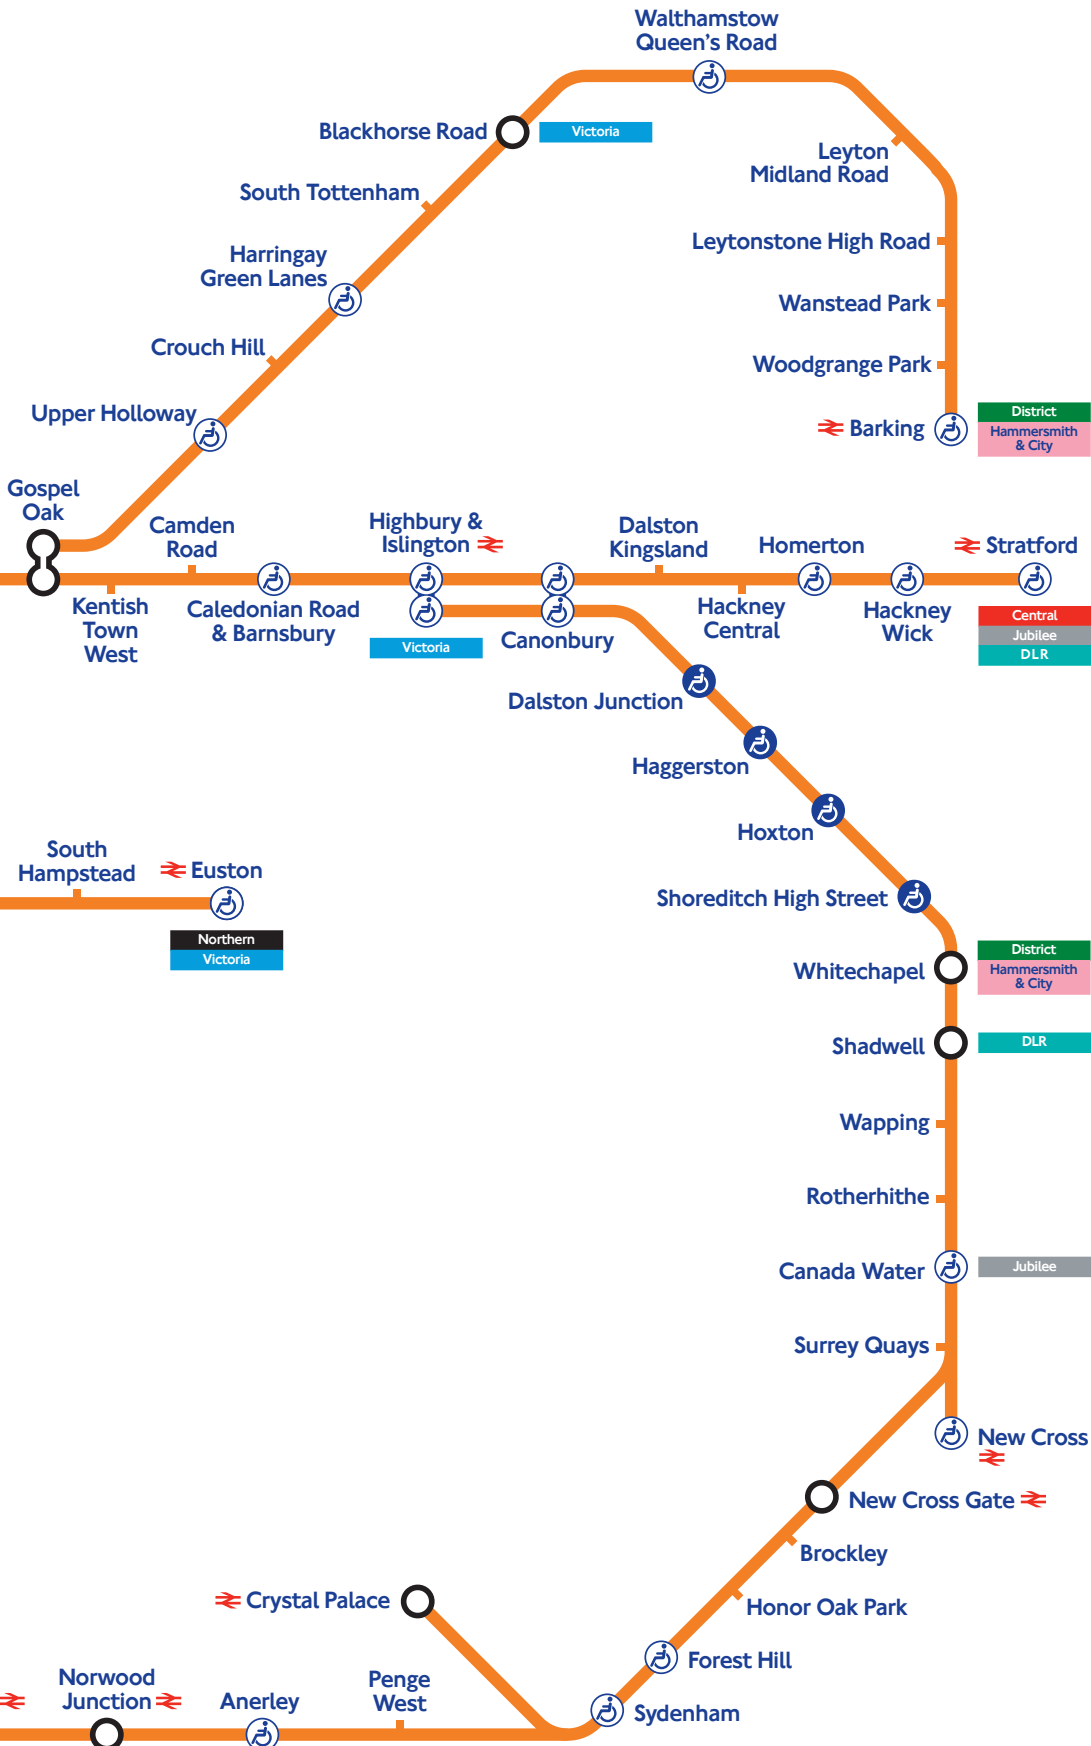 Walthamstow
Queen's Road
Blackhorse Road
Victoria
Leyton
Midland Road
South Tottenham
Leytonstone High Road
Harringay
Green Lanes
Wanstead Park
Crouch Hill
Woodgrange Park
Upper Holloway
Barking
District
Hammersmith
& City
Gospel
Oak
Camden
Road
Highbury &
Islington
Dalston
Kingsland
Homerton
Stratford
Kentish
Town
West
Caledonian Road
& Barnsbury
Victoria
Canonbury
Hackney
Central
Hackney
Wick
Central
Jubilee
DLR
Dalston Junction
Haggerston
Hoxton
South
Hampstead
Euston
Northern
Victoria
Shoreditch High Street
Whitechapel
District
Hammersmith
& City
Shadwell
DLR
Wapping
Rotherhithe
Canada Water
Jubilee
Surrey Quays
New Cross
New Cross Gate
Brockley
Crystal Palace
Honor Oak Park
Forest Hill
Norwood
Junction
Anerley
Penge
West
Sydenham